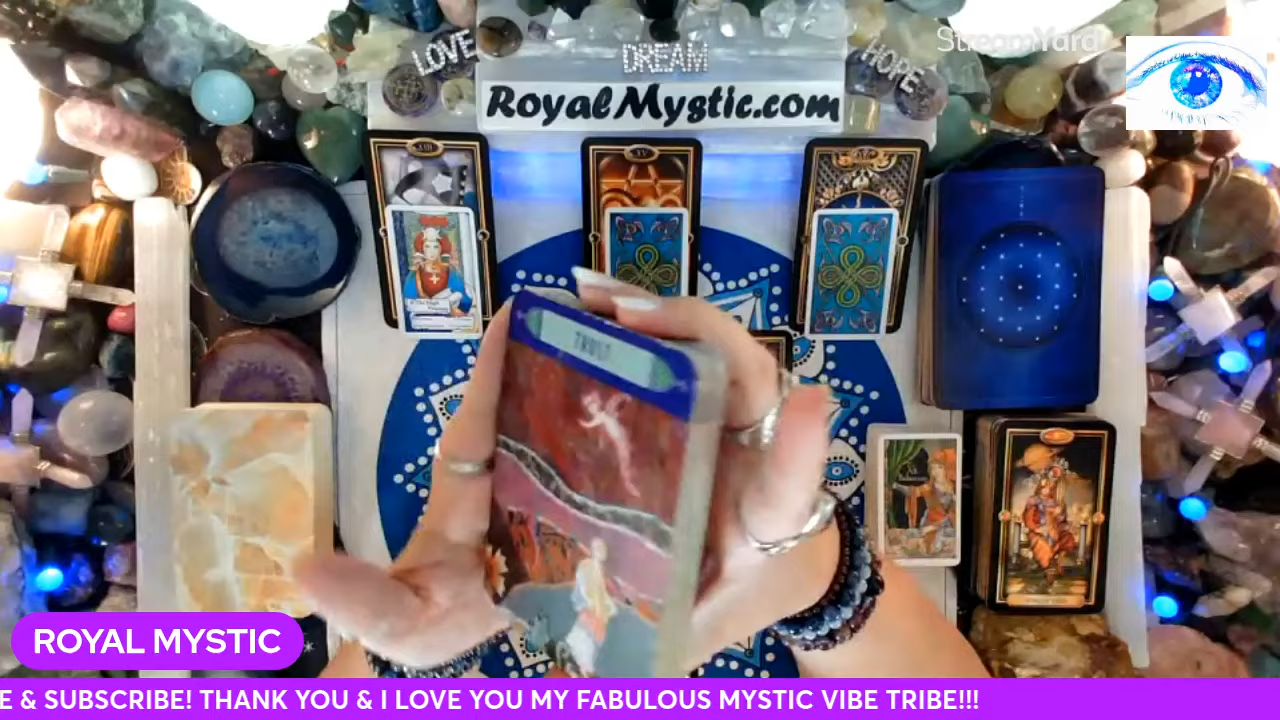 StreamYard
LOVE
DREAM
HOPE
RoyalMystic.com
XV
TRUST
ROYAL MYSTIC
E & SUBSCRIBE! THANK YOU & I LOVE YOU MY FABULOUS MYSTIC VIBE TRIBE!!!